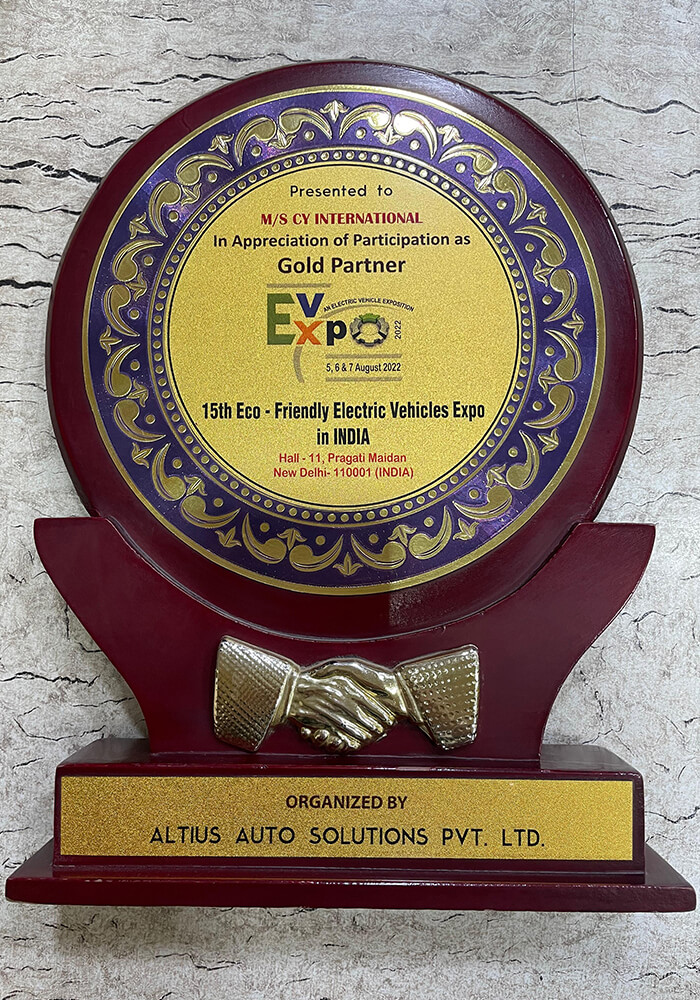 Presented to
M/S CY INTERNATIONAL
In Appreciation of Participation as
Gold Partner
AN ELECTRIC VEHICLE EXPOSITION
Ev
Expo 2022
5, 6 & 7 August 2022
15th Eco - Friendly Electric Vehicles Expo
in INDIA
Hall - 11, Pragati Maidan
New Delhi- 110001 (INDIA)
ORGANIZED BY
ALTIUS AUTO SOLUTIONS PVT. LTD.